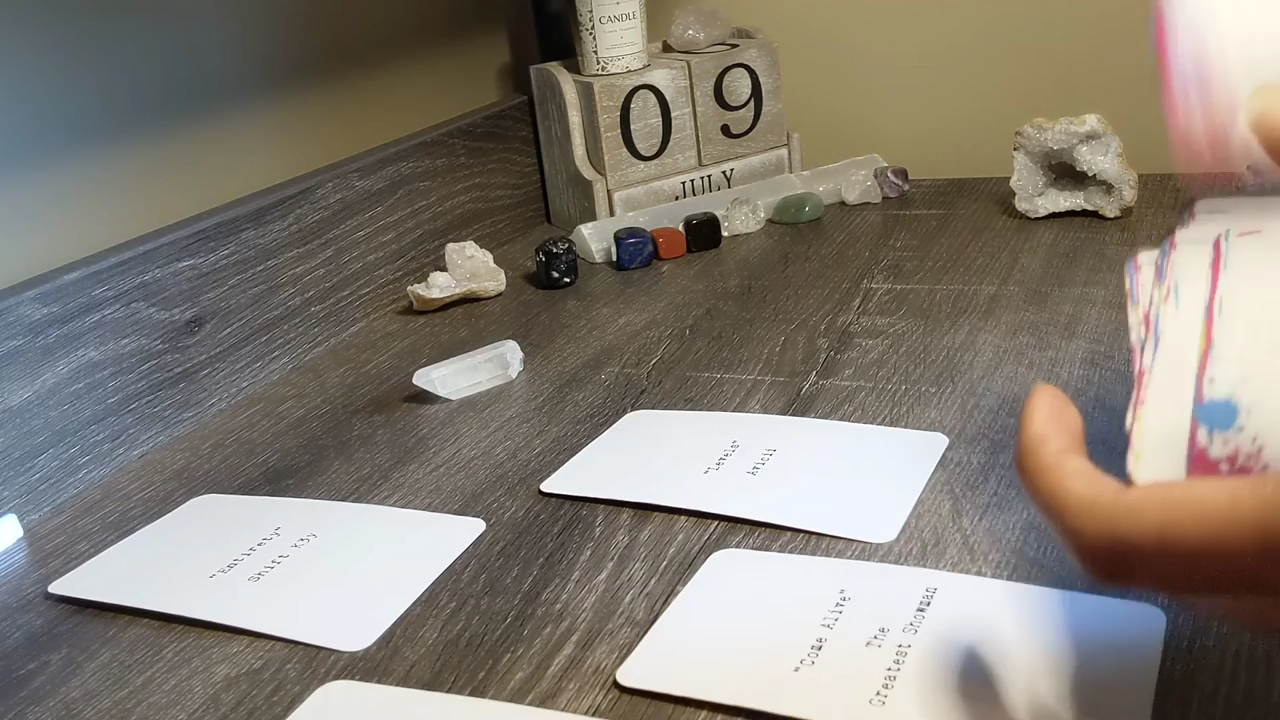 CANDLE
09
JULY
"Levels"
Avicii
"Entirety"
Shift K3y
"Come Alive"
The
Greatest Showman